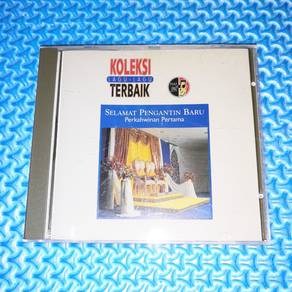 KOLEKSI
LAGU-LAGU
TERBAIK
SELAMAT PENGANTIN BARU
Perkahwinan Pertama